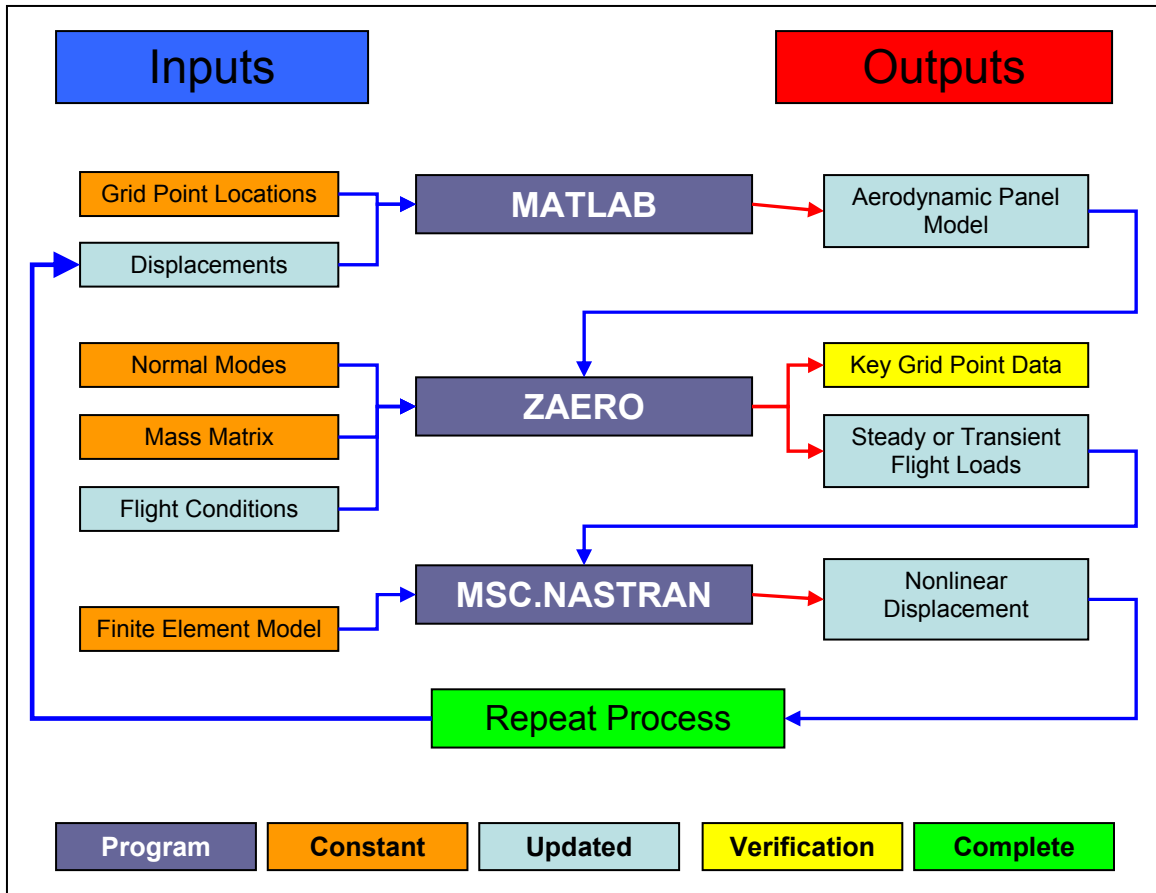 Inputs
Outputs
Grid Point Locations
MATLAB
Aerodynamic Panel
Model
Displacements
Normal Modes
ZAERO
Key Grid Point Data
Mass Matrix
Steady or Transient
Flight Loads
Flight Conditions
MSC.NASTRAN
Nonlinear
Displacement
Finite Element Model
Repeat Process
Program
Constant
Updated
Verification
Complete